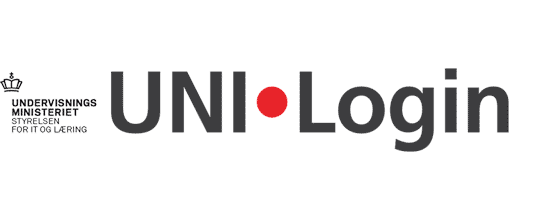 UNDERVISNINGS
MINISTERIET
STYRELSEN
FOR IT OG LÆRING
UNI•Login